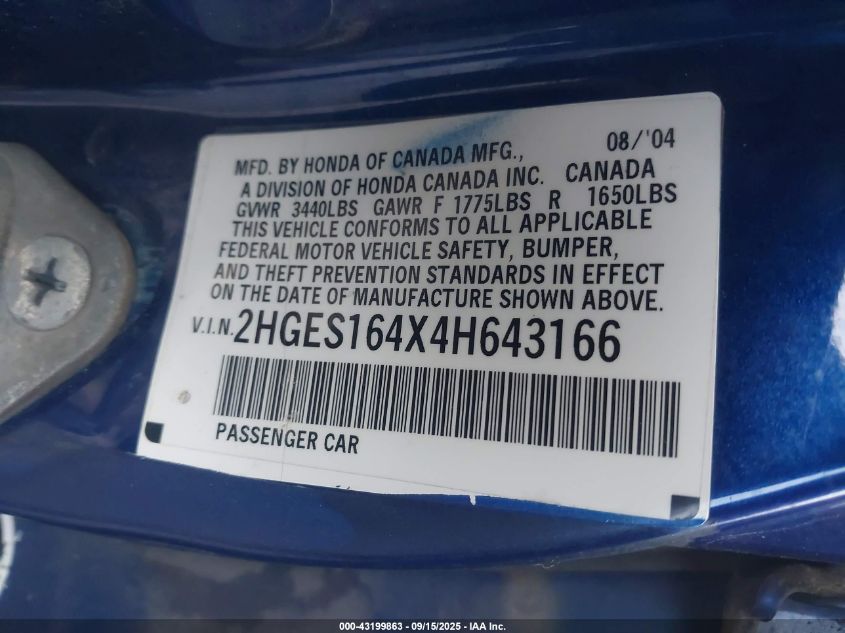 08/'04
MFD. BY HONDA OF CANADA MFG.,
A DIVISION OF HONDA CANADA INC. CANADA
GVWR 3440LBS GAWR F 1775LBS R 1650LBS
THIS VEHICLE CONFORMS TO ALL APPLICABLE
FEDERAL MOTOR VEHICLE SAFETY, BUMPER,
AND THEFT PREVENTION STANDARDS IN EFFECT
ON THE DATE OF MANUFACTURE SHOWN ABOVE.
V.I.N. 2HGES164X4H643166
PASSENGER CAR
000-43199863 - 09/15/2025 - IAA Inc.